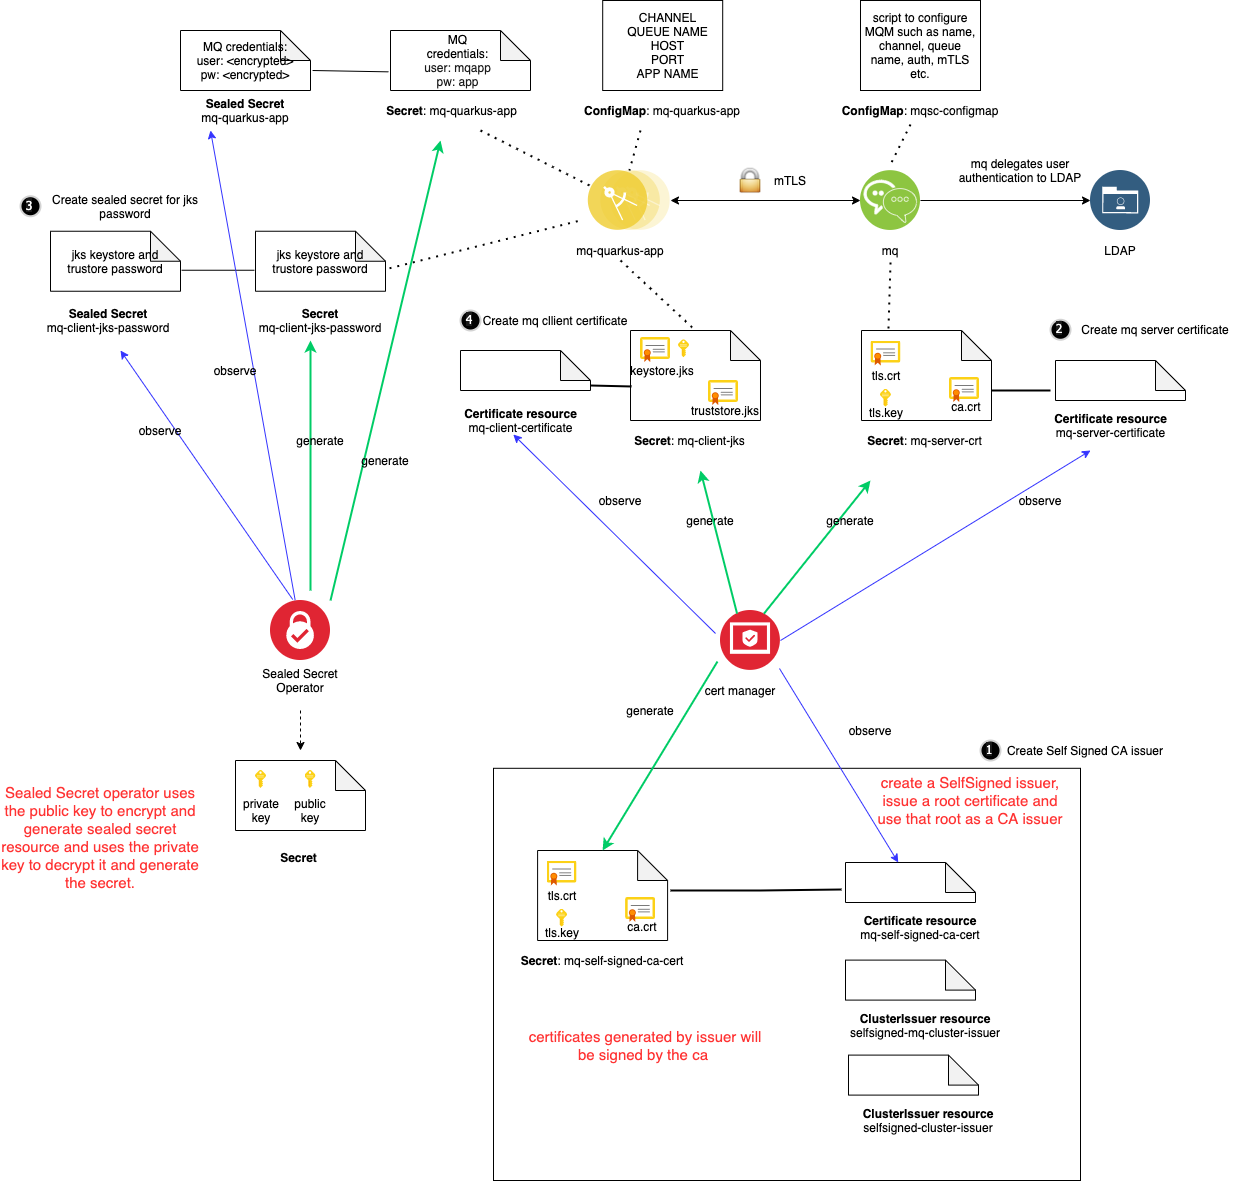 CHANNEL
QUEUE NAME
HOST
PORT
APP NAME
script to configure
MQM such as name,
channel, queue
name, auth, mTLS
etc.
MQ credentials:
user: <encrypted>
pw: <encrypted>
MQ
credentials:
user: mqapp
pw: app
Sealed Secret
mq-quarkus-app
Secret: mq-quarkus-app
ConfigMap: mq-quarkus-app
ConfigMap: mqsc-configmap
mTLS
mq delegates user
authentication to LDAP
mq-quarkus-app
mq
LDAP
3
Create sealed secret for jks
password
jks keystore and
trustore password
jks keystore and
trustore password
Sealed Secret
mq-client-jks-password
Secret
mq-client-jks-password
4
Create mq cllient certificate
keystore.jks
truststore.jks
tls.crt
tls.key
ca.crt
2
Create mq server certificate
Certificate resource
mq-client-certificate
Secret: mq-client-jks
Secret: mq-server-crt
Certificate resource
mq-server-certificate
observe
observe
generate
generate
observe
generate
generate
observe
Sealed Secret
Operator
cert manager
generate
observe
private
key
public
key
Secret
Sealed Secret operator uses
the public key to encrypt and
generate sealed secret
resource and uses the private
key to decrypt it and generate
the secret.
1
Create Self Signed CA issuer
create a SelfSigned issuer,
issue a root certificate and
use that root as a CA issuer
tls.crt
tls.key
ca.crt
Secret: mq-self-signed-ca-cert
Certificate resource
mq-self-signed-ca-cert
ClusterIssuer resource
selfsigned-mq-cluster-issuer
certificates generated by issuer will
be signed by the ca
ClusterIssuer resource
selfsigned-cluster-issuer